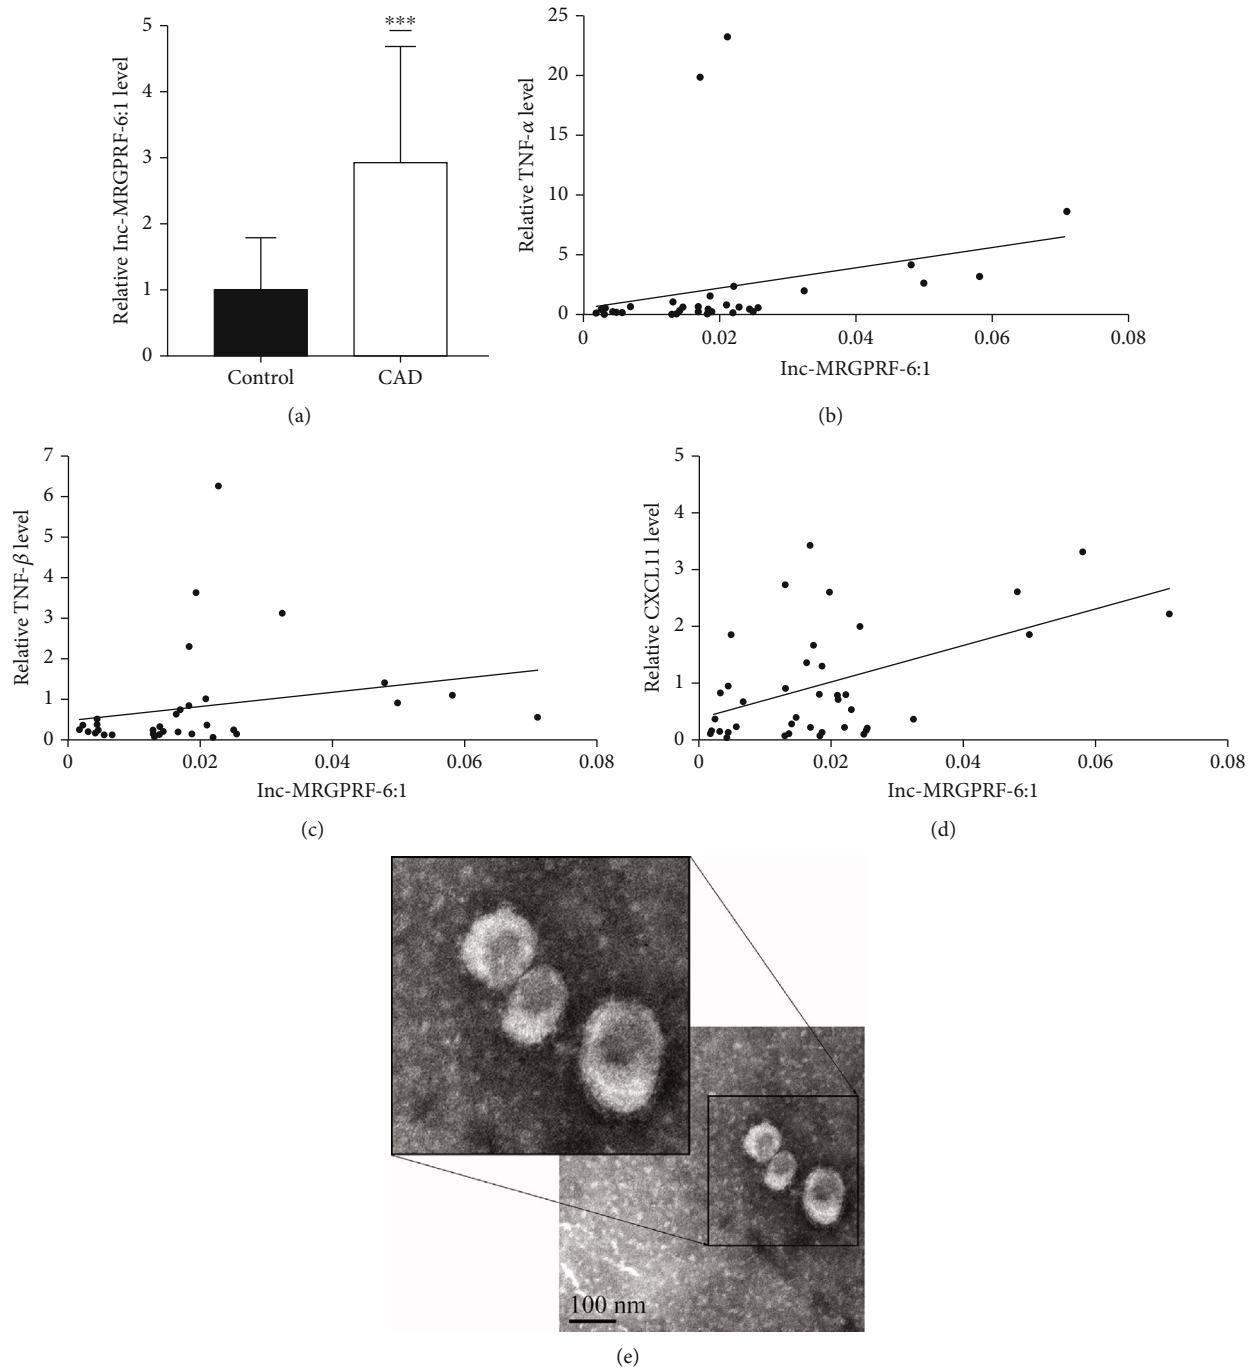 Relative Inc-MRGPRF-6:1 level
5
4
3
2
1
0
***
Control
CAD
(a)
Relative TNF-α level
25
20
15
10
5
0
0
0.02
0.04
0.06
0.08
Inc-MRGPRF-6:1
(b)
Relative TNF-β level
7
6
5
4
3
2
1
0
0
0.02
0.04
0.06
0.08
Inc-MRGPRF-6:1
(c)
Relative CXCL11 level
5
4
3
2
1
0
0
0.02
0.04
0.06
0.08
Inc-MRGPRF-6:1
(d)
100 nm
(e)